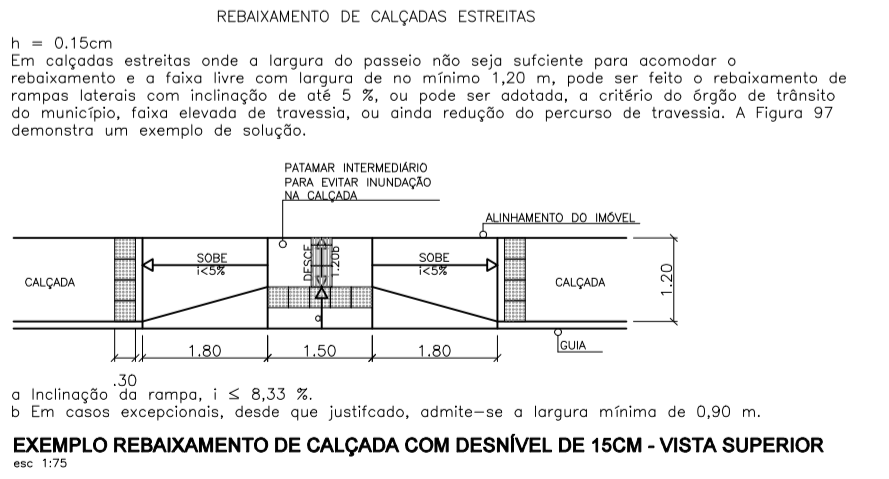 REBAIXAMENTO DE CALÇADAS ESTREITAS
h = 0.15cm
Em calçadas estreitas onde a largura do passeio não seja sufciente para acomodar o
rebaixamento e a faixa livre com largura de no mínimo 1,20 m, pode ser feito o rebaixamento de
rampas laterais com inclinação de até 5 %, ou pode ser adotada, a critério do órgão de trânsito
do município, faixa elevada de travessia, ou ainda redução do percurso de travessia. A Figura 97
demonstra um exemplo de solução.
PATAMAR INTERMEDIÁRIO
PARA EVITAR INUNDAÇÃO
NA CALÇADA
ALINHAMENTO DO IMÓVEL
CALÇADA
SOBE
i<5%
DESCE
1.20b
SOBE
i<5%
CALÇADA
1.20
a
GUIA
.30
1.80
1.50
1.80
a Inclinação da rampa, i ≤ 8,33 %.
b Em casos excepcionais, desde que justifcado, admite-se a largura mínima de 0,90 m.
EXEMPLO REBAIXAMENTO DE CALÇADA COM DESNÍVEL DE 15CM - VISTA SUPERIOR
esc 1:75